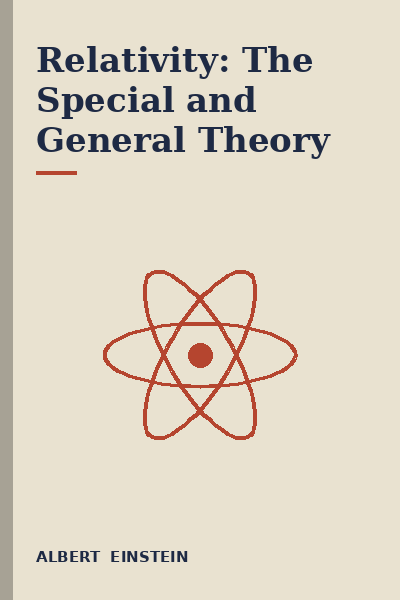 Relativity: The
Special and
General Theory
ALBERT EINSTEIN